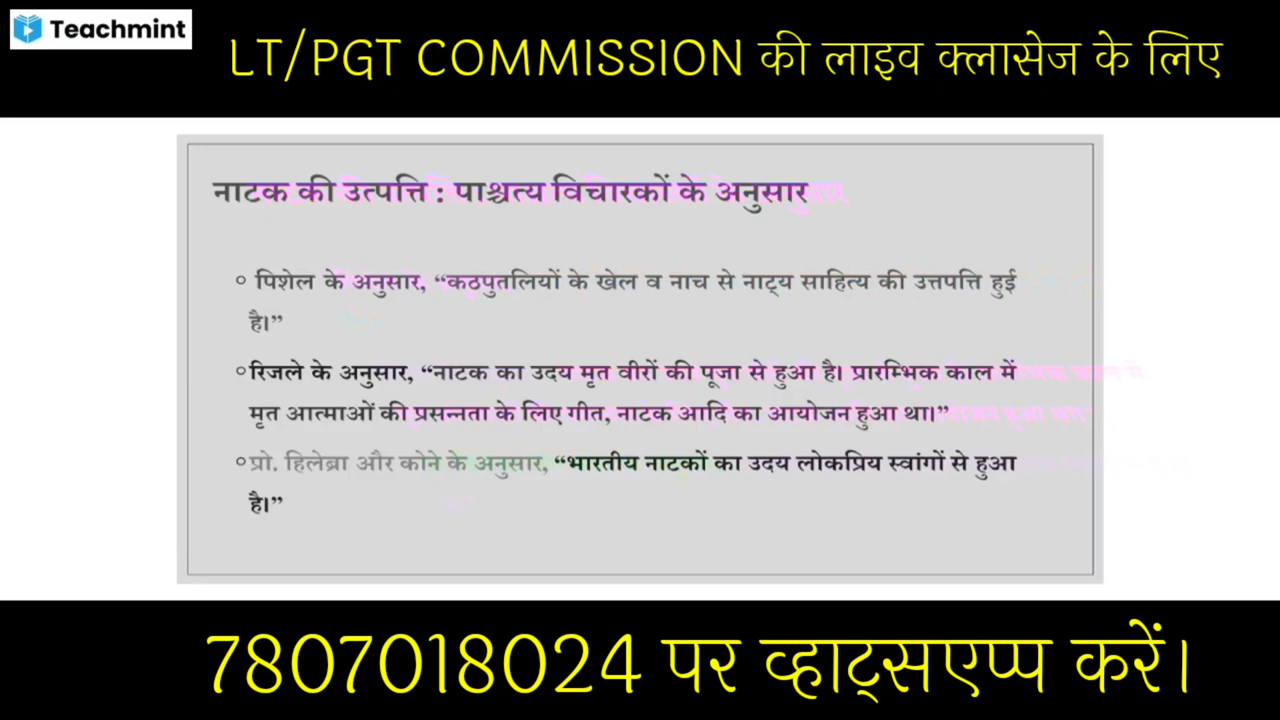 Teachmint
LT/PGT COMMISSION की लाइव क्लासेज के लिए
नाटक की उत्पत्ति : पाश्चत्य विचारकों के अनुसार
○ पिशेल के अनुसार, “कठपुतलियों के खेल व नाच से नाट्य साहित्य की उत्तपत्ति हुई
है।”
○ रिजले के अनुसार, “नाटक का उदय मृत वीरों की पूजा से हुआ है। प्रारम्भिक काल में
मृत आत्माओं की प्रसन्नता के लिए गीत, नाटक आदि का आयोजन हुआ था।”
○ प्रो. हिलेब्रा और कोने के अनुसार, “भारतीय नाटकों का उदय लोकप्रिय स्वांगों से हुआ
है।”
7807018024 पर व्हाट्सएप्प करें।